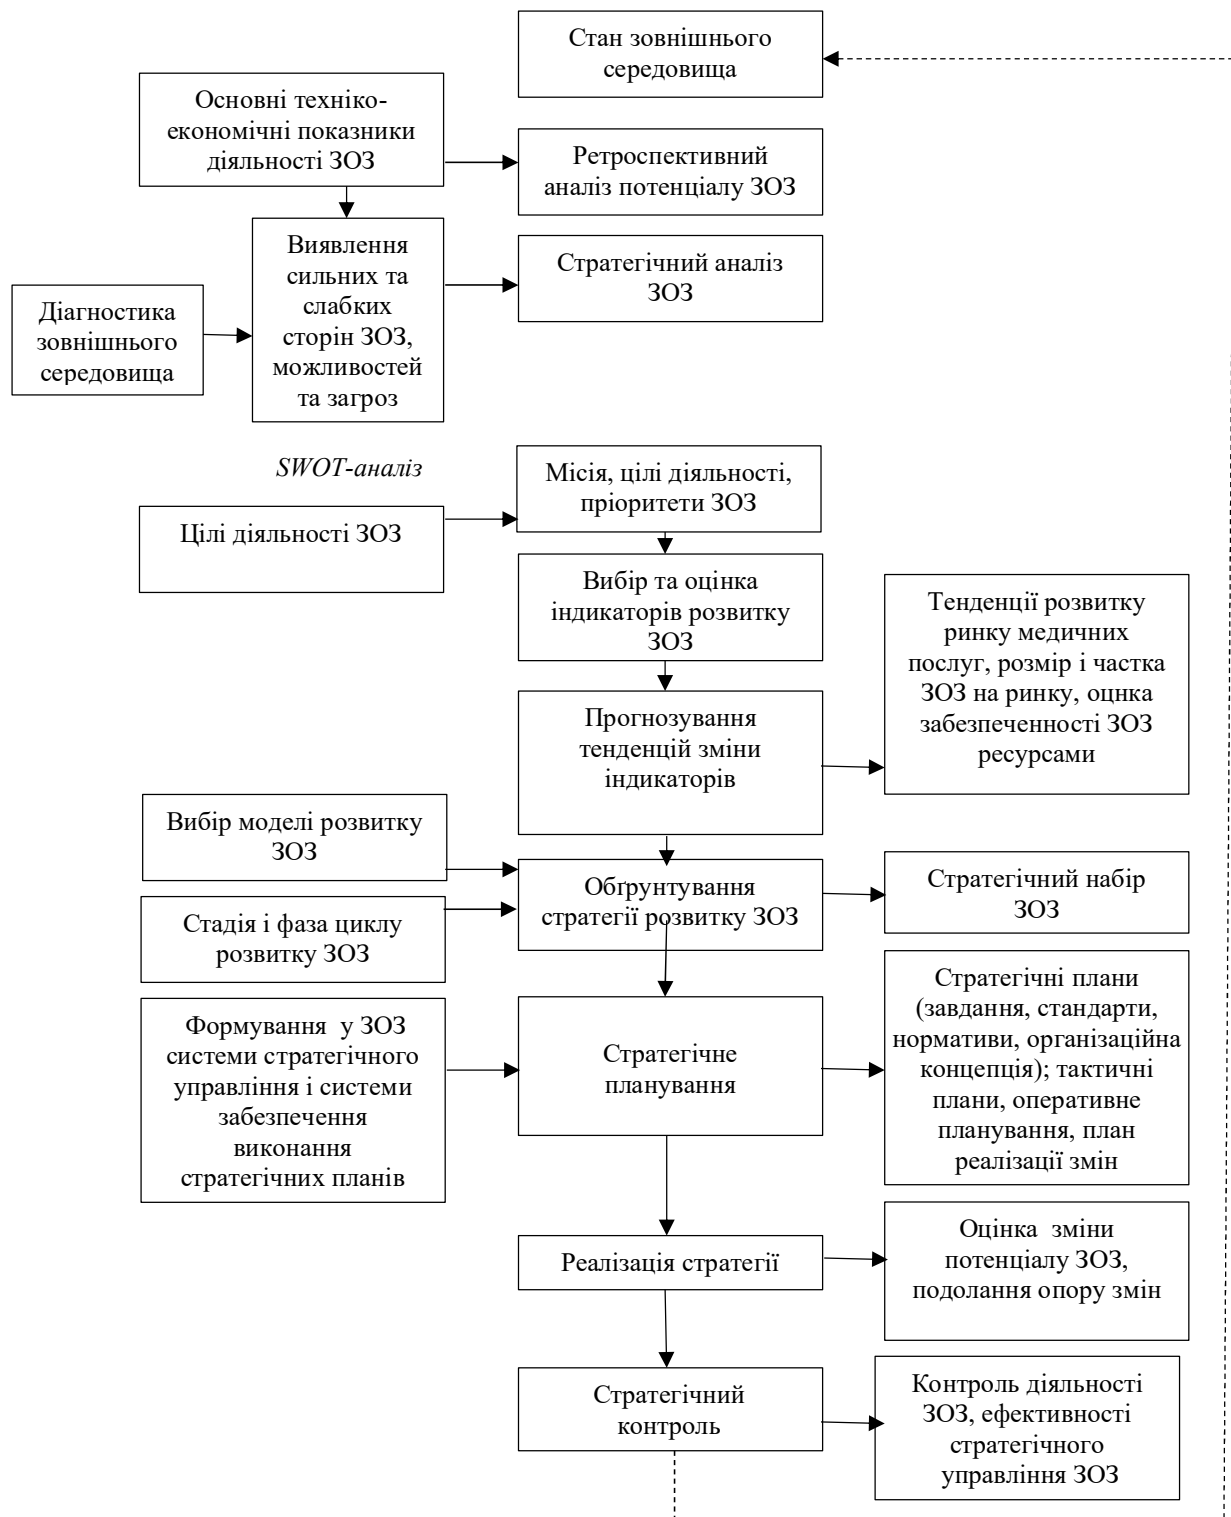 Стан зовнішнього
середовища
Основні техніко-
економічні показники
діяльності ЗОЗ
Ретроспективний
аналіз потенціалу ЗОЗ
Виявлення
сильних та
слабких
сторін ЗОЗ,
можливостей
та загроз
Стратегічний аналіз
ЗОЗ
Діагностика
зовнішнього
середовища
SWOT-аналіз
Місія, цілі діяльності,
пріоритети ЗОЗ
Цілі діяльності ЗОЗ
Вибір та оцінка
індикаторів розвитку
ЗОЗ
Тенденції розвитку
ринку медичних
послуг, розмір і частка
ЗОЗ на ринку, оцнка
забезпеченності ЗОЗ
ресурсами
Прогнозування
тенденцій зміни
індикаторів
Вибір моделі розвитку
ЗОЗ
Обґрунтування
стратегії розвитку ЗОЗ
Стратегічний набір
ЗОЗ
Стадія і фаза циклу
розвитку ЗОЗ
Формування  у ЗОЗ
системи стратегічного
управління і системи
забезпечення
виконання
стратегічних планів
Стратегічне
планування
Стратегічні плани
(завдання, стандарти,
нормативи, організаційна
концепція); тактичні
плани, оперативне
планування, план
реалізації змін
Реалізація стратегії
Оцінка  зміни
потенціалу ЗОЗ,
подолання опору змін
Стратегічний
контроль
Контроль діяльності
ЗОЗ, ефективності
стратегічного
управління ЗОЗ